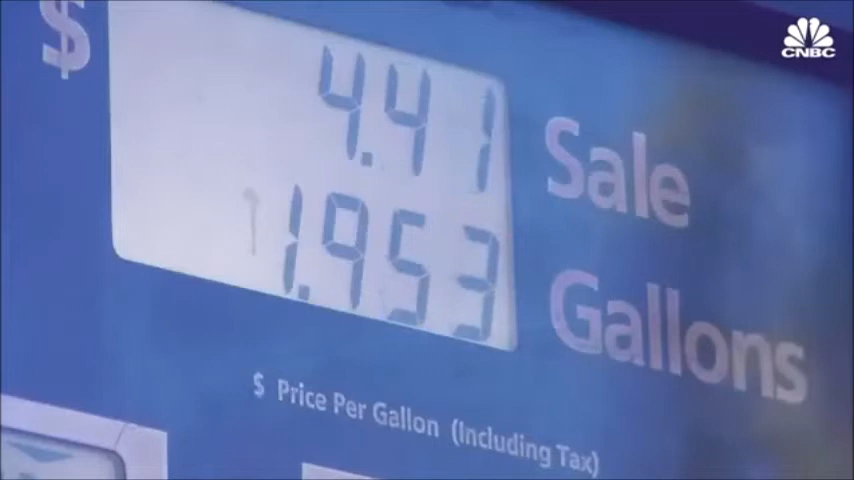 CNBC
$ 4.41 Sale
1.953 Gallons
$ Price Per Gallon (Including Tax)